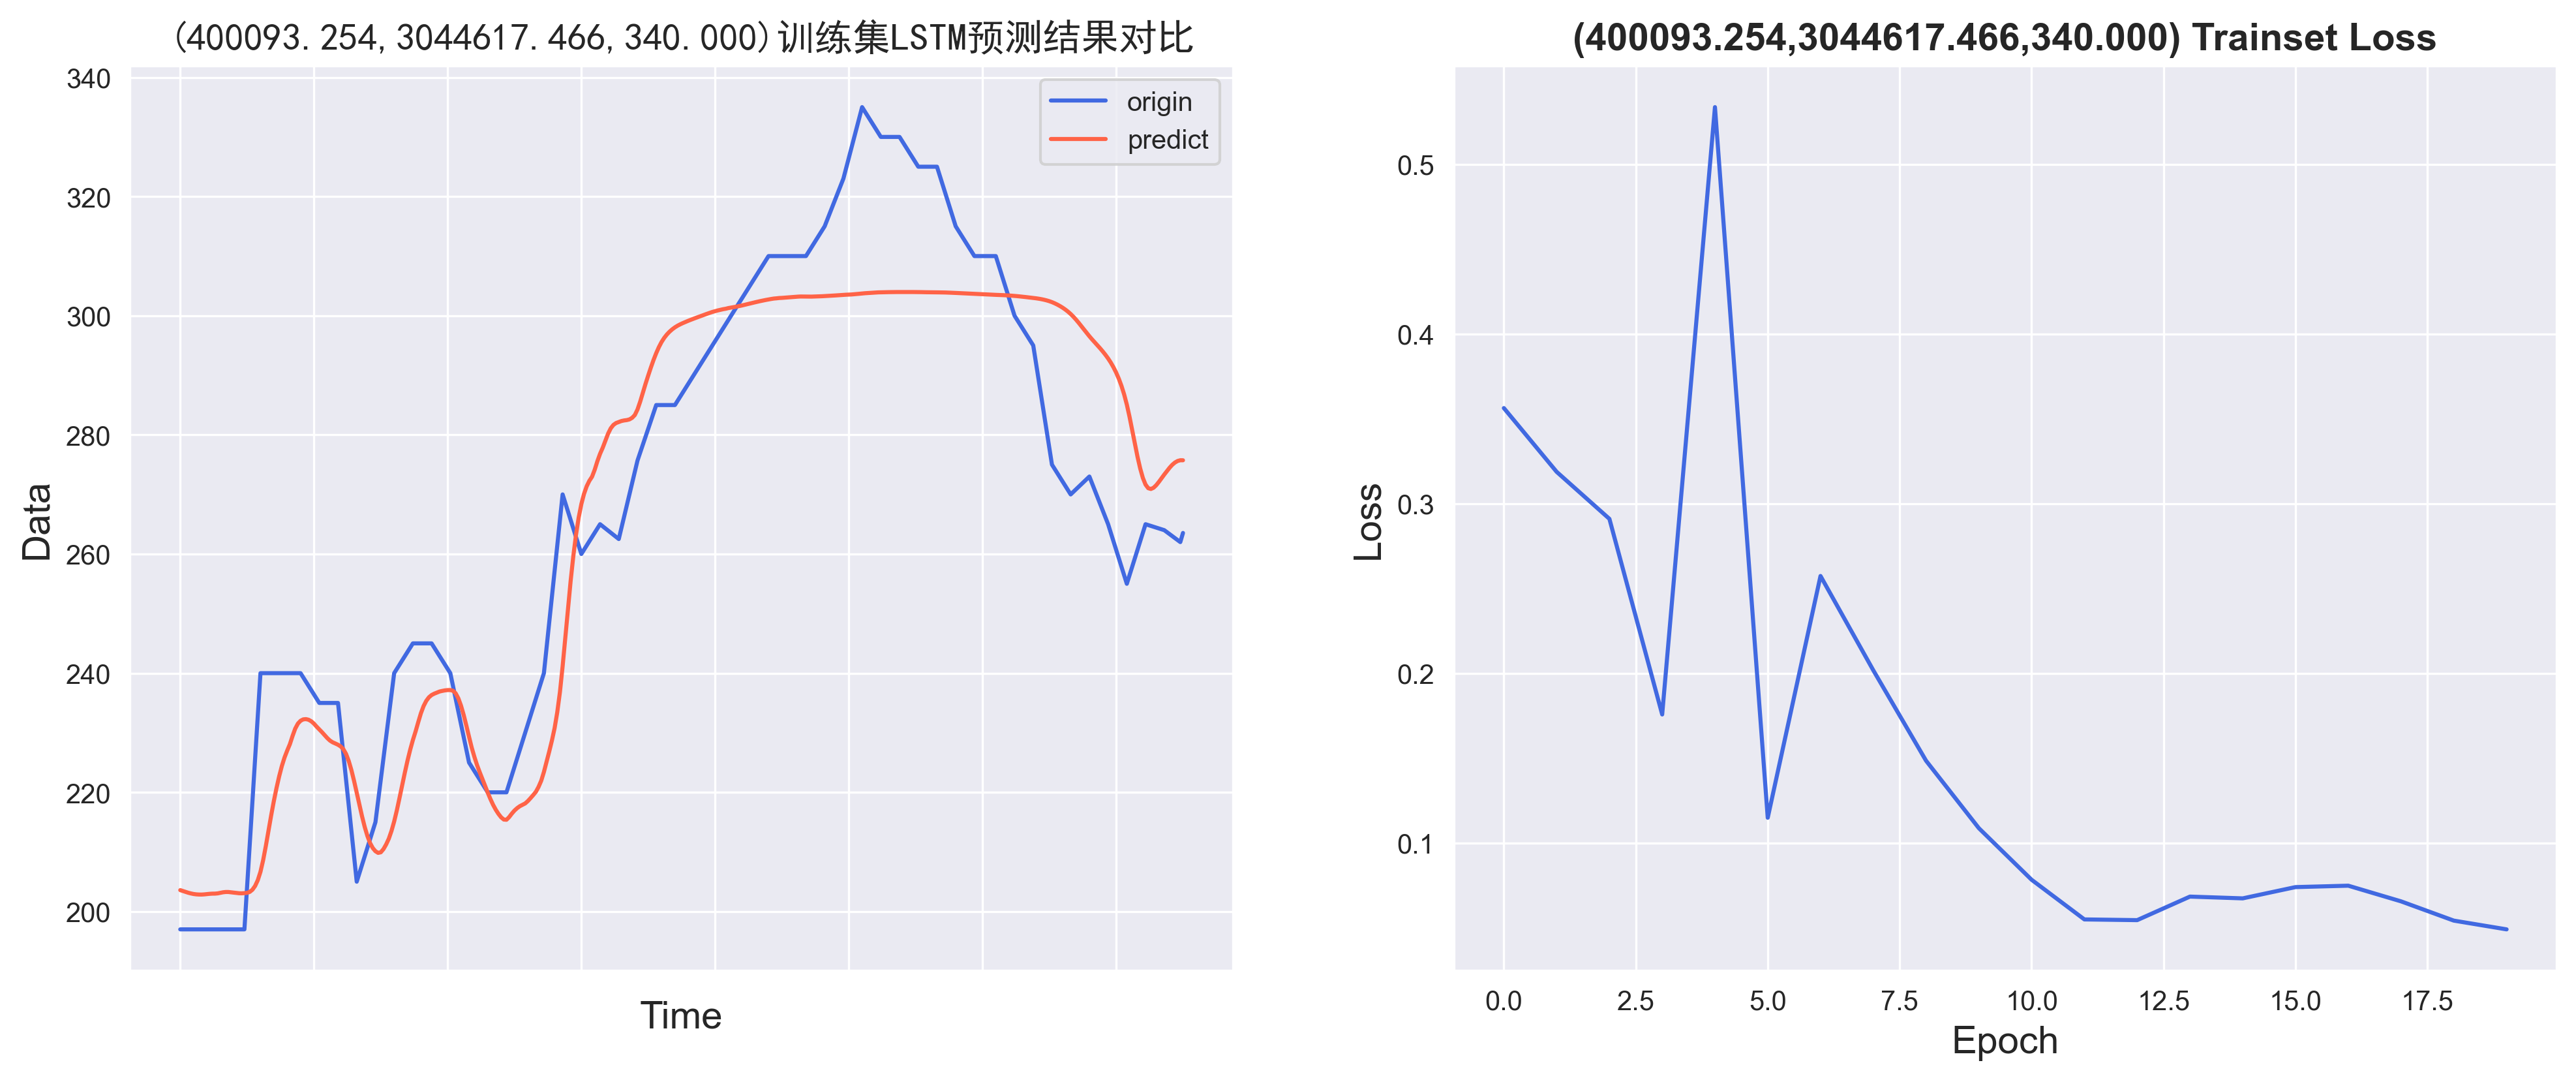 (400093.254,3044617.466,340.000)训练集LSTM预测结果对比
340
320
300
280
260
240
220
200
Data
Time
origin
predict
(400093.254,3044617.466,340.000) Trainset Loss
0.5
0.4
0.3
0.2
0.1
Loss
0.0 2.5 5.0 7.5 10.0 12.5 15.0 17.5
Epoch